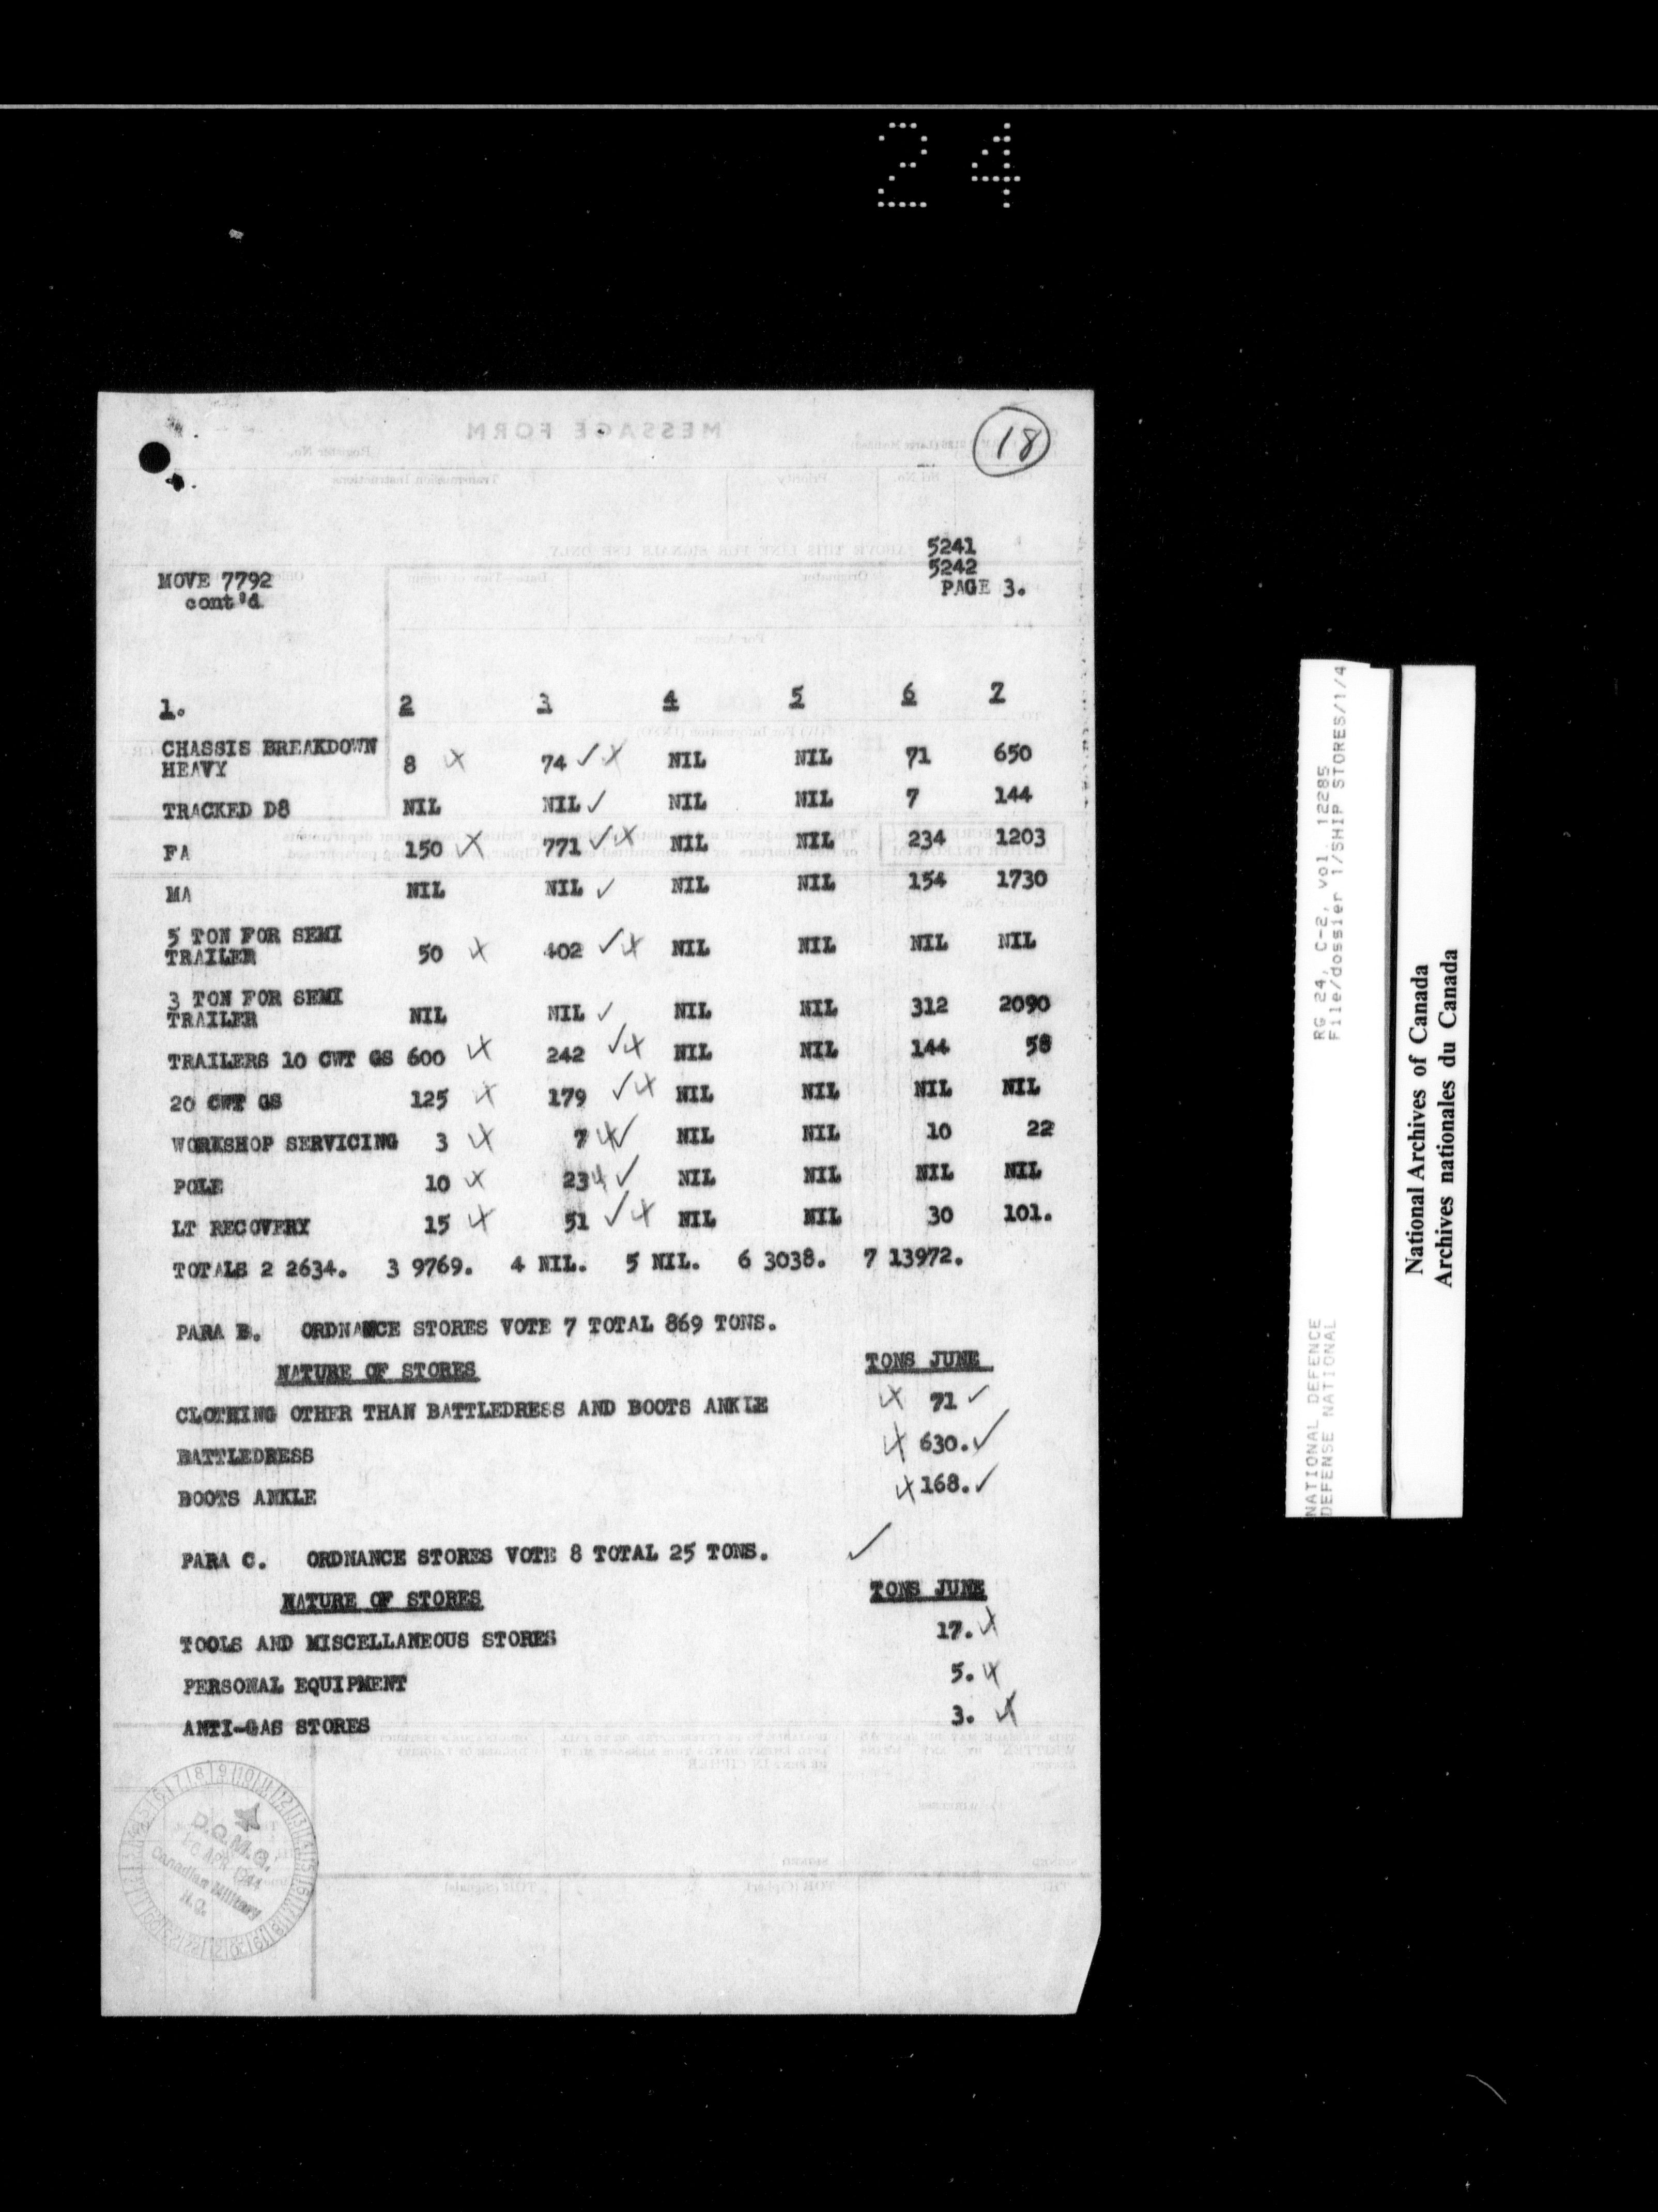 24
18
5241
5242
MOVE 7792 PAGE 3.
cont'd
1. 2 3 4 5 6 7
CHASSIS BREAKDOWN
HEAVY 8 74 NIL NIL 71 650
TRACKED D8 NIL NIL NIL NIL 7 144
FA 150 771 NIL NIL 234 1203
MA NIL NIL NIL NIL 154 1730
5 TON FOR SEMI
TRAILER 50 402 NIL NIL NIL NIL
3 TON FOR SEMI
TRAILER NIL NIL NIL NIL 312 2090
TRAILERS 10 CWT GS 600 242 NIL NIL 144 58
20 CWT GS 125 179 NIL NIL NIL NIL
WORKSHOP SERVICING 3 7 NIL NIL 10 22
POLE 10 23 NIL NIL NIL NIL
LT RECOVERY 15 51 NIL NIL 30 101.
TOTALS 2 2634. 3 9769. 4 NIL. 5 NIL. 6 3038. 7 13972.
PARA B. ORDNANCE STORES VOTE 7 TOTAL 869 TONS.
NATURE OF STORES TONS JUNE
CLOTHING OTHER THAN BATTLEDRESS AND BOOTS ANKLE 71
BATTLEDRESS 630.
BOOTS ANKLE 168.
PARA C. ORDNANCE STORES VOTE 8 TOTAL 25 TONS.
NATURE OF STORES TONS JUNE
TOOLS AND MISCELLANEOUS STORES 17.
PERSONAL EQUIPMENT 5.
ANTI-GAS STORES 3.
D.Q.M.G.
APR 1944
Canadian Military
H.Q.
NATIONAL DEFENCE RG 24, C-2, vol. 12285
DEFENSE NATIONAL File/dossier 1/SHIP STORES/1/4
National Archives of Canada
Archives nationales du Canada